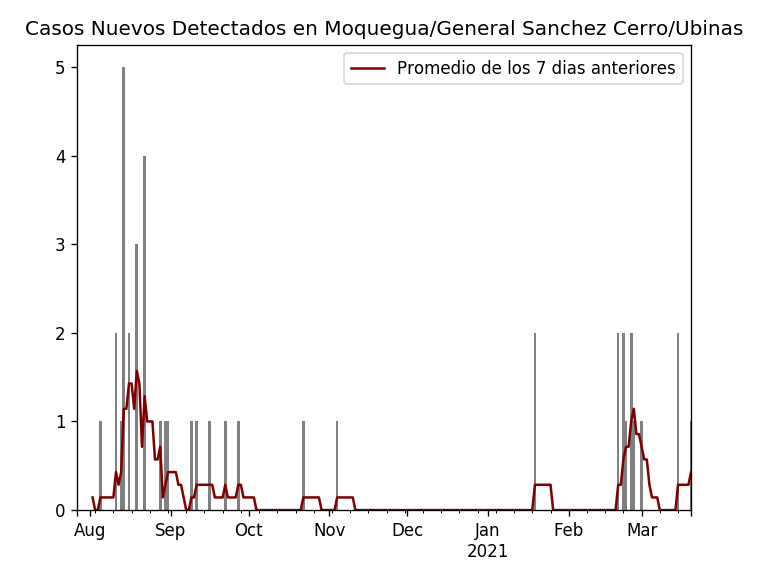 Casos Nuevos Detectados en Moquegua/General Sanchez Cerro/Ubinas
Promedio de los 7 dias anteriores
5
4
3
2
1
0
Aug Sep Oct Nov Dec Jan Feb Mar
2021